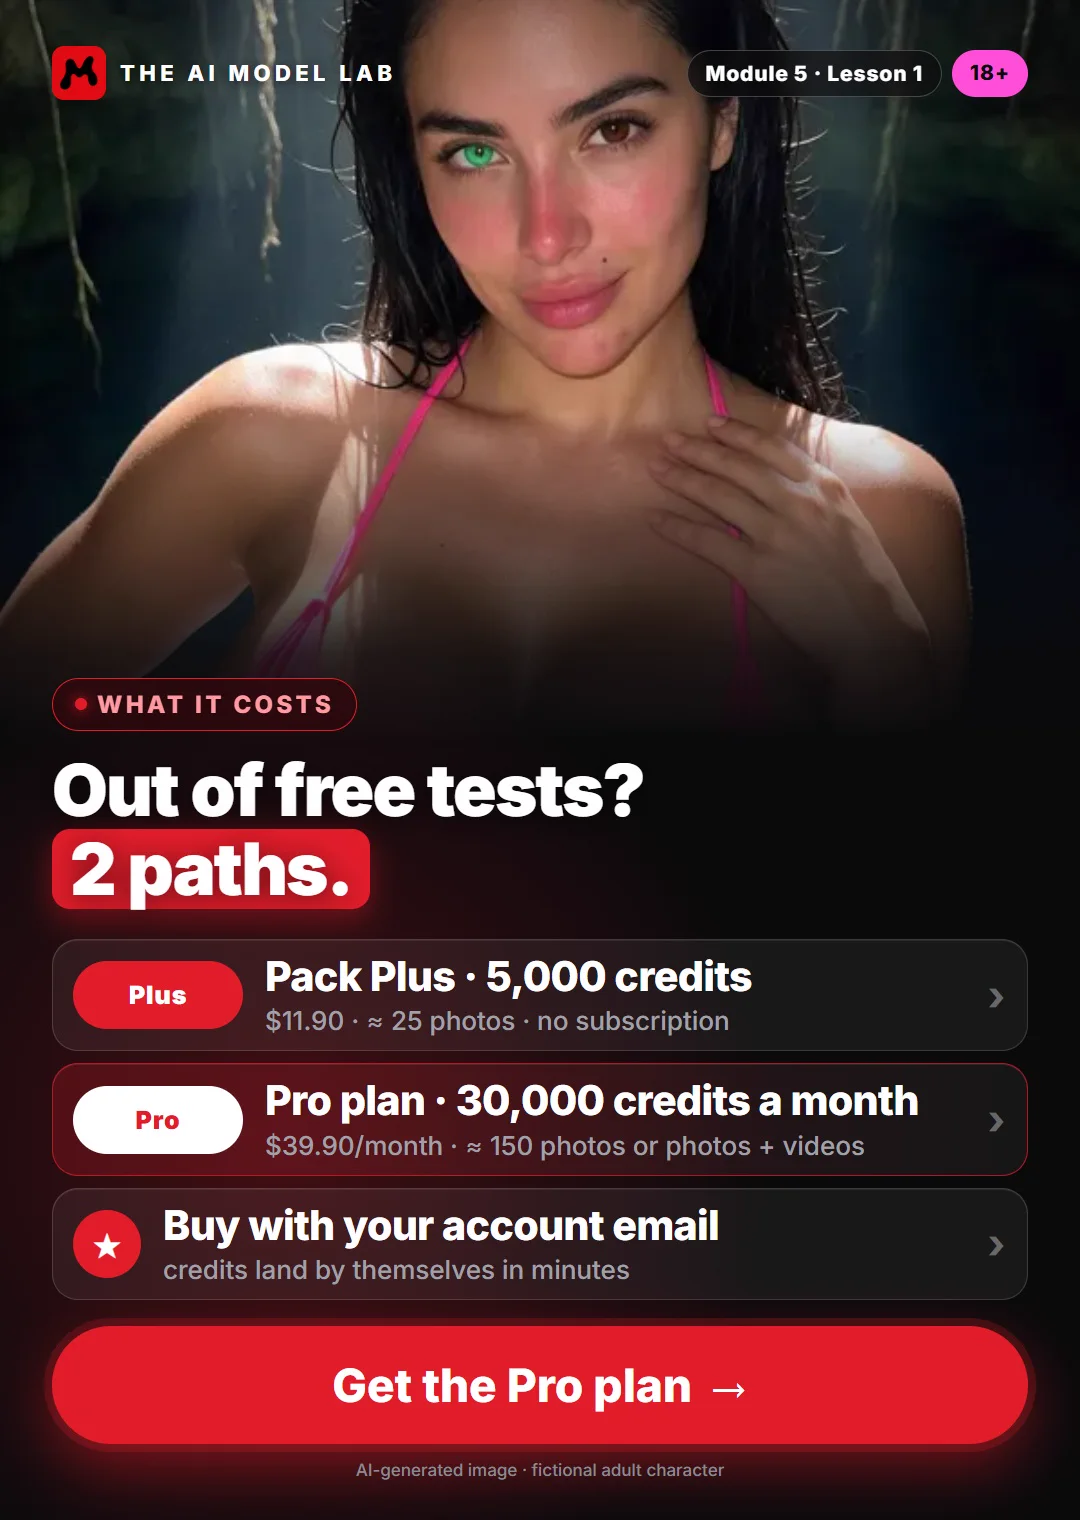 THE AI MODEL LAB
Module 5 · Lesson 1
18+
WHAT IT COSTS
Out of free tests?
2 paths.
Plus
Pack Plus · 5,000 credits
$11.90 · ≈ 25 photos · no subscription
Pro
Pro plan · 30,000 credits a month
$39.90/month · ≈ 150 photos or photos + videos
Buy with your account email
credits land by themselves in minutes
Get the Pro plan →
AI-generated image · fictional adult character